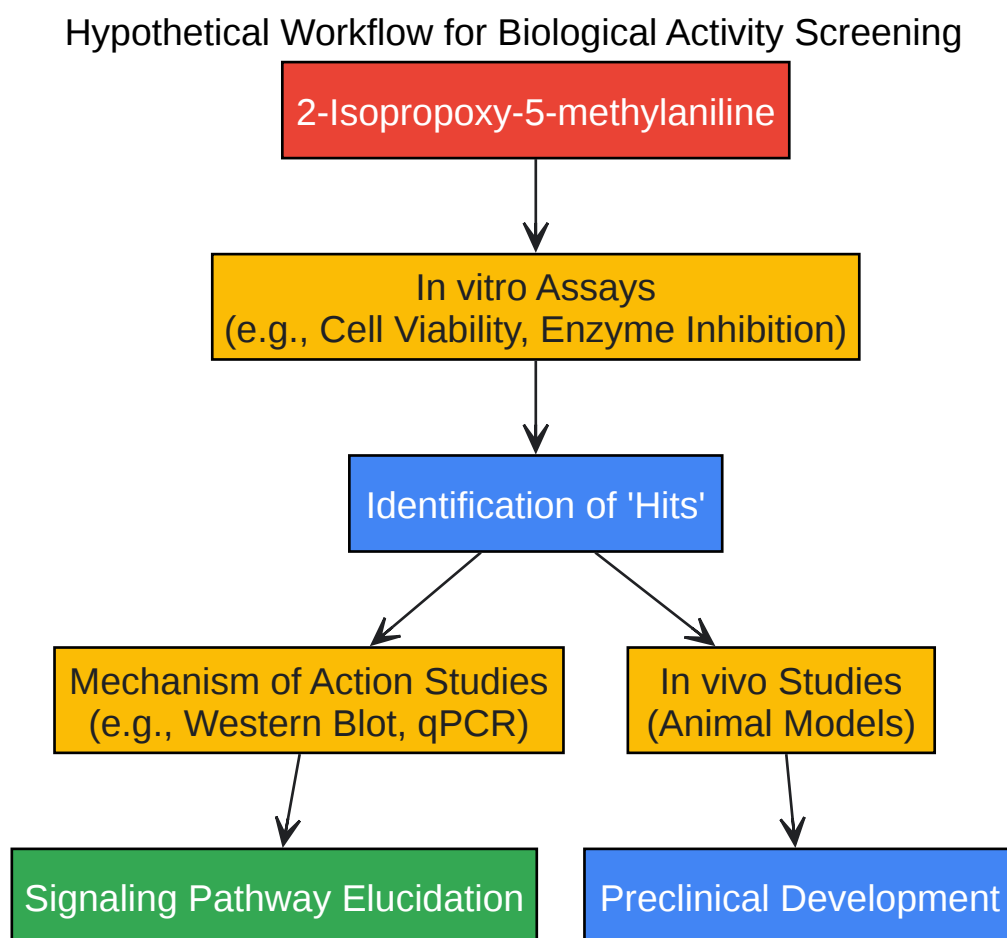 Hypothetical Workflow for Biological Activity Screening
2-Isopropoxy-5-methylaniline
In vitro Assays
(e.g., Cell Viability, Enzyme Inhibition)
Identification of 'Hits'
Mechanism of Action Studies
(e.g., Western Blot, qPCR)
In vivo Studies
(Animal Models)
Signaling Pathway Elucidation
Preclinical Development